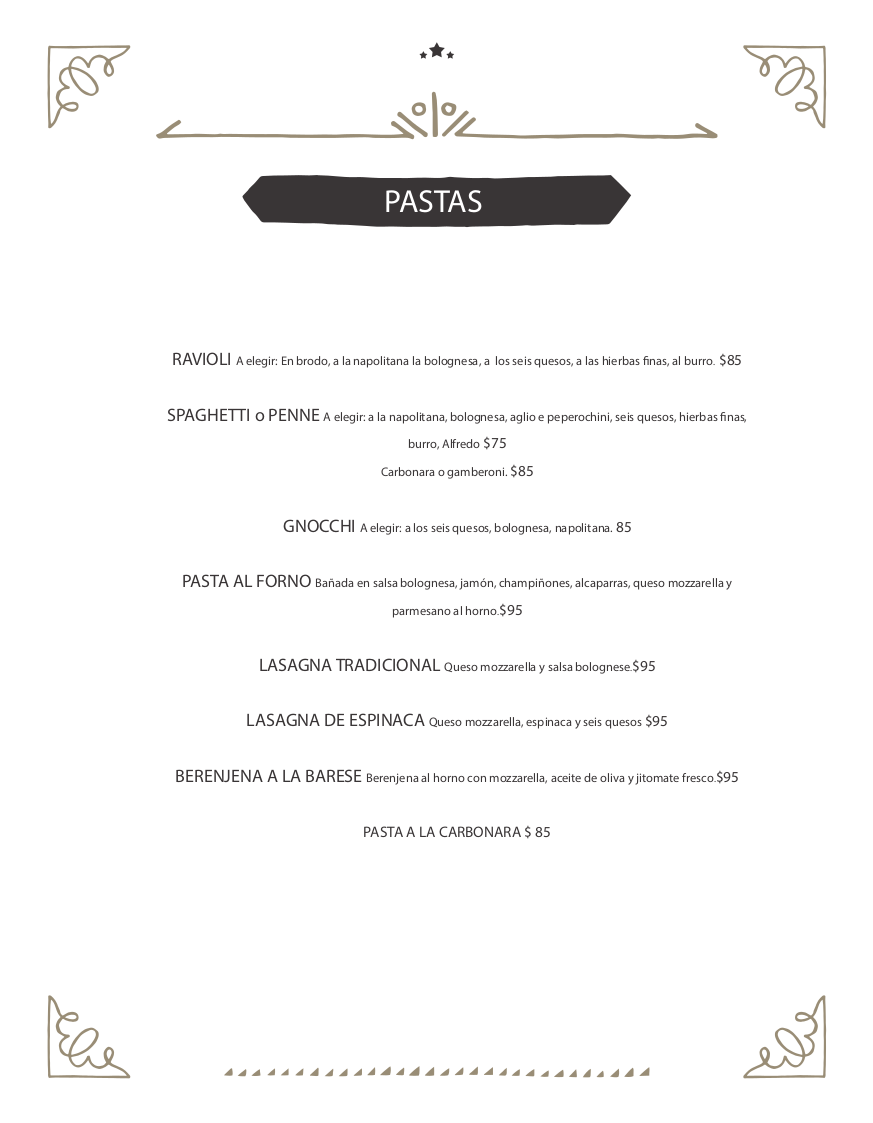 PASTAS
RAVIOLI A elegir: En brodo, a la napolitana la bolognesa, a los seis quesos, a las hierbas finas, al burro. $85
SPAGHETTI o PENNE A elegir: a la napolitana, bolognesa, aglio e peperochini, seis quesos, hierbas finas,
burro, Alfredo $75
Carbonara o gamberoni. $85
GNOCCHI A elegir: a los seis quesos, bolognesa, napolitana. 85
PASTA AL FORNO Bañada en salsa bolognesa, jamón, champiñones, alcaparras, queso mozzarella y
parmesano al horno.$95
LASAGNA TRADICIONAL Queso mozzarella y salsa bolognese.$95
LASAGNA DE ESPINACA Queso mozzarella, espinaca y seis quesos $95
BERENJENA A LA BARESE Berenjena al horno con mozzarella, aceite de oliva y jitomate fresco.$95
PASTA A LA CARBONARA $ 85